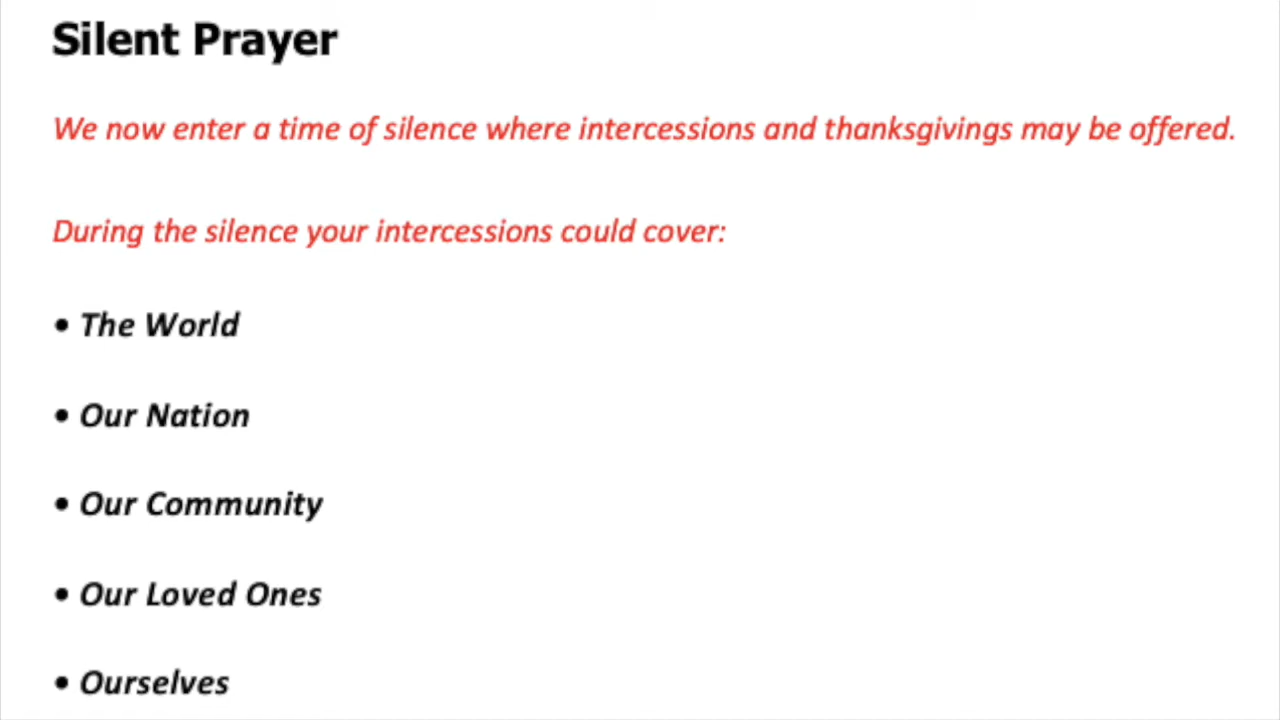 Silent Prayer
We now enter a time of silence where intercessions and thanksgivings may be offered.
During the silence your intercessions could cover:
• The World
• Our Nation
• Our Community
• Our Loved Ones
• Ourselves